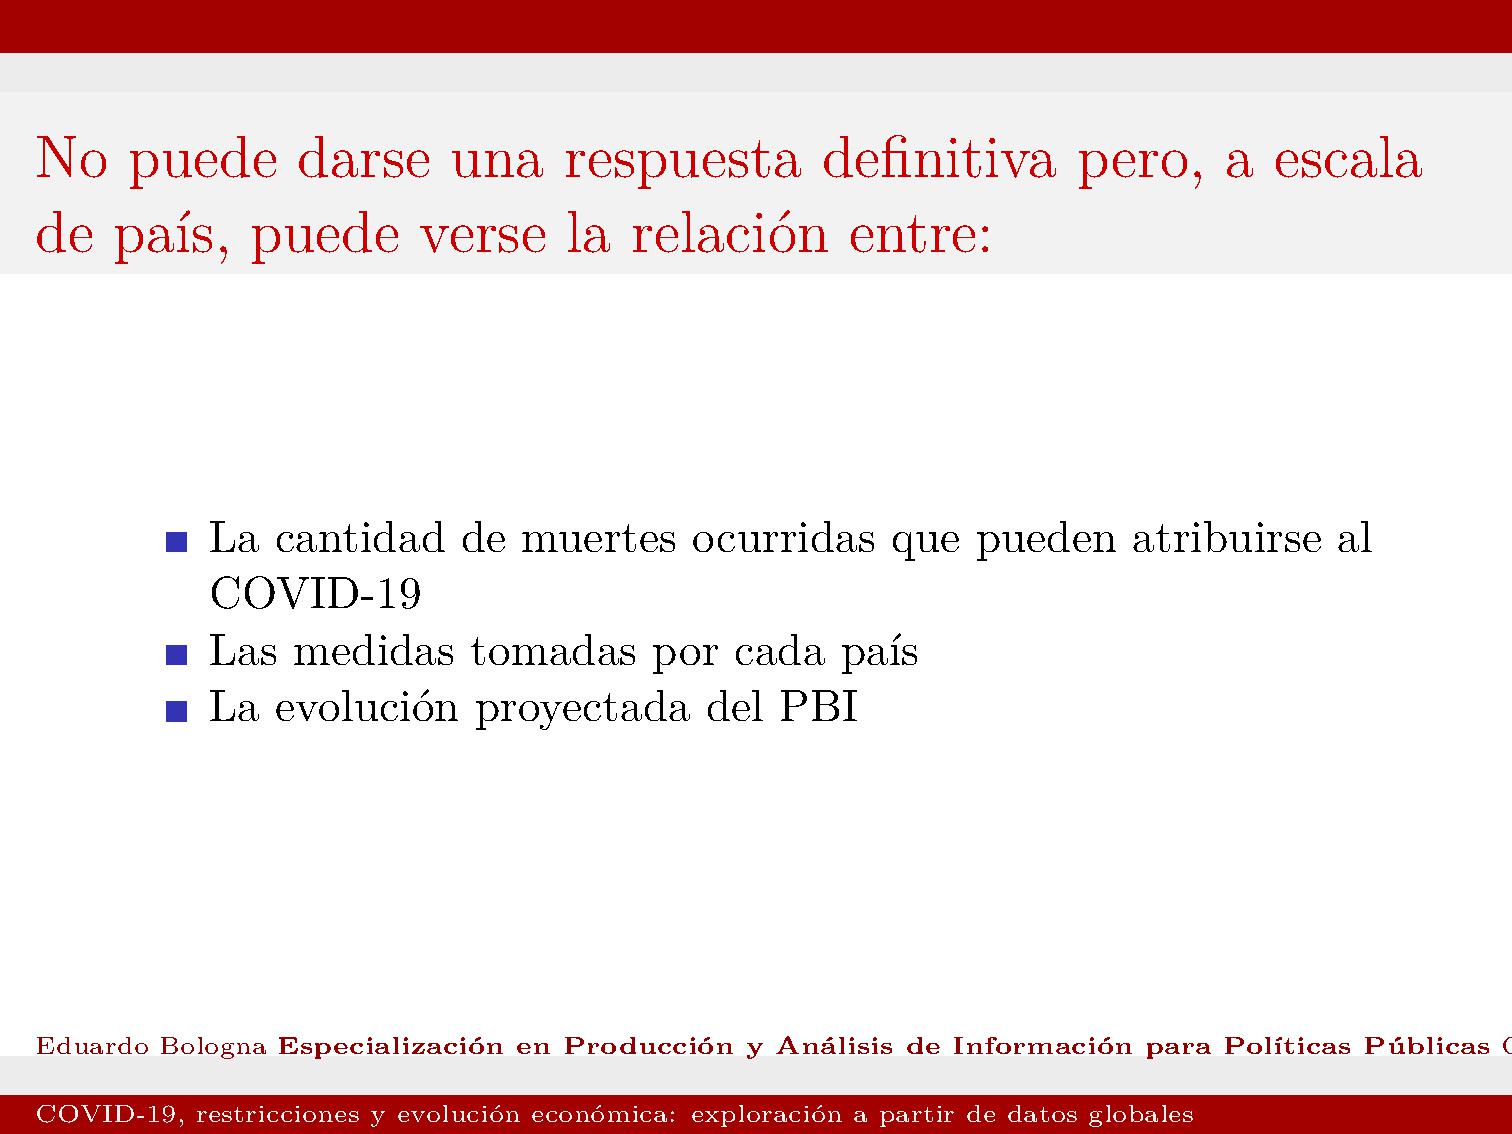 No puede darse una respuesta definitiva pero, a escala
de país, puede verse la relación entre:
La cantidad de muertes ocurridas que pueden atribuirse al
COVID-19
Las medidas tomadas por cada país
La evolución proyectada del PBI
Eduardo Bologna Especialización en Producción y Análisis de Información para Políticas Públicas
COVID-19, restricciones y evolución económica: exploración a partir de datos globales